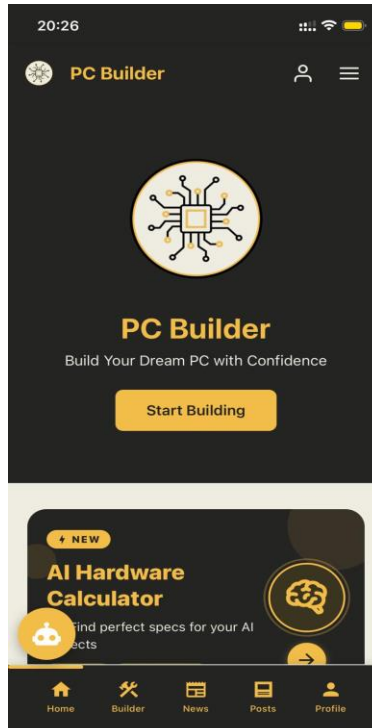 20:26
PC Builder
PC Builder
Build Your Dream PC with Confidence
Start Building
NEW
AI Hardware
Calculator
Find perfect specs for your AI
ects
Home Builder News Posts Profile